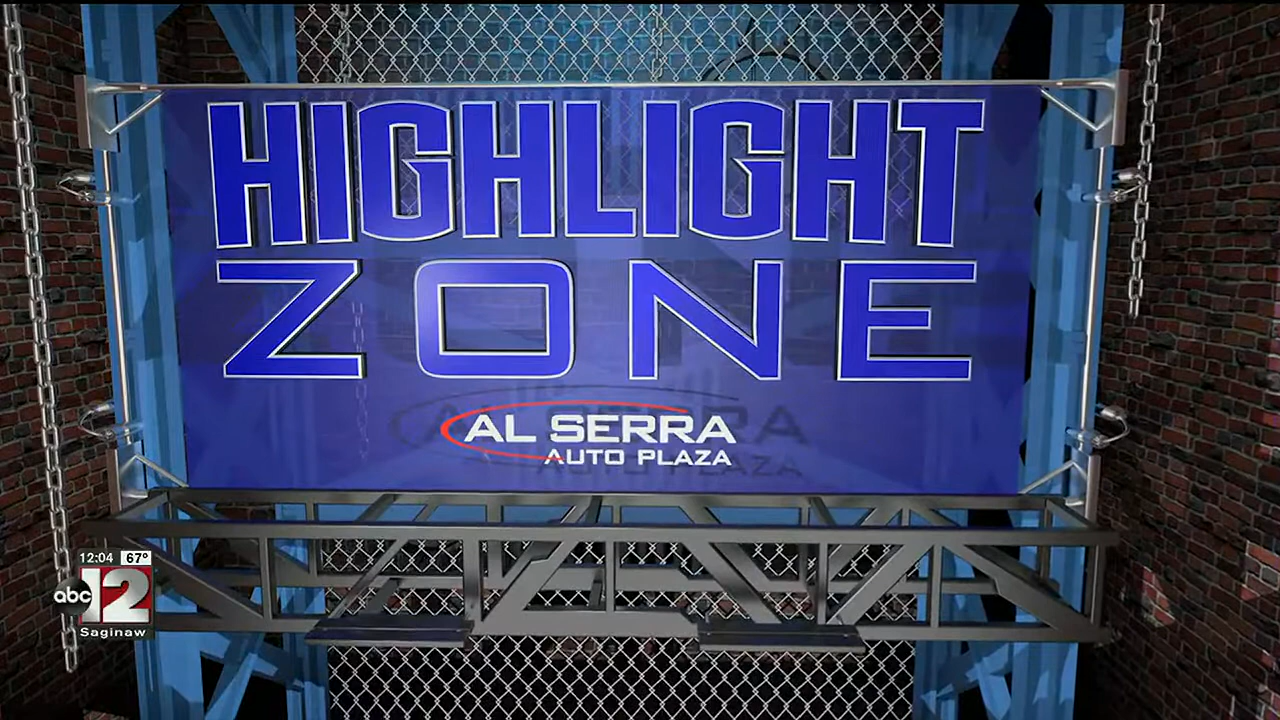 HIGHLIGHT
ZONE
AL SERRA
AUTO PLAZA
12:04 67°
abc 12
Saginaw